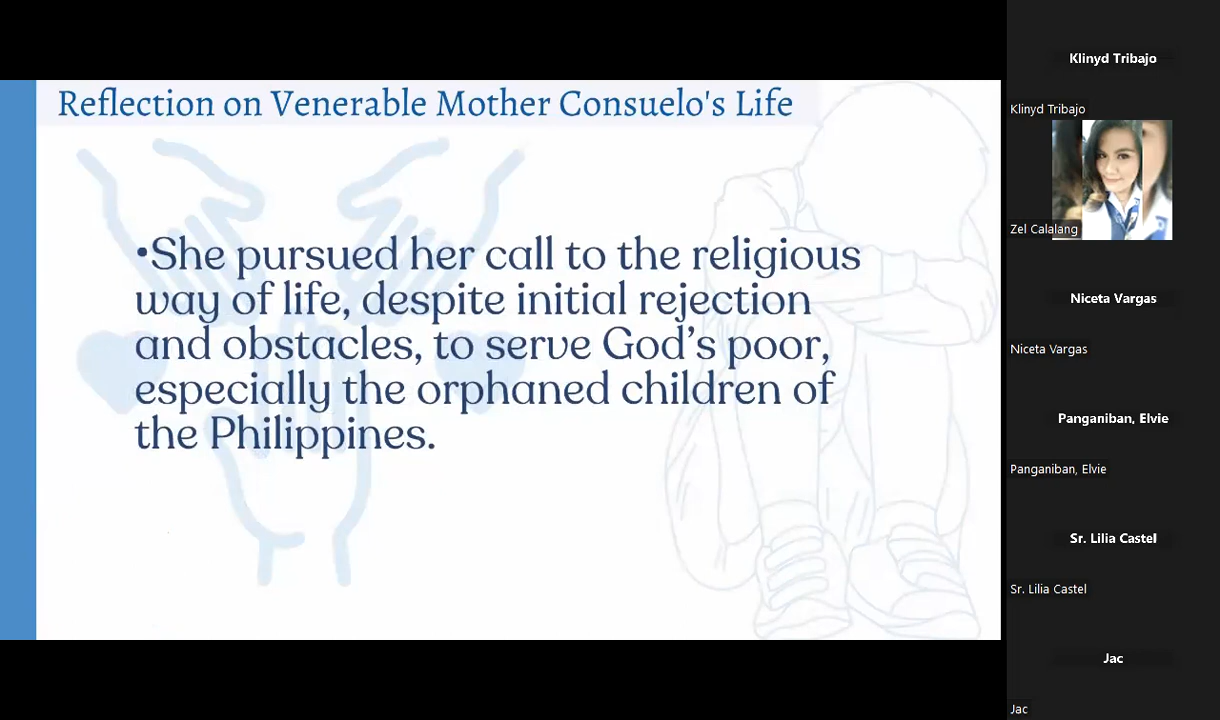 Reflection on Venerable Mother Consuelo's Life
•She pursued her call to the religious
way of life, despite initial rejection
and obstacles, to serve God’s poor,
especially the orphaned children of
the Philippines.
Klinyd Tribajo
Klinyd Tribajo
Zel Calalang
Niceta Vargas
Niceta Vargas
Panganiban, Elvie
Panganiban, Elvie
Sr. Lilia Castel
Sr. Lilia Castel
Jac
Jac